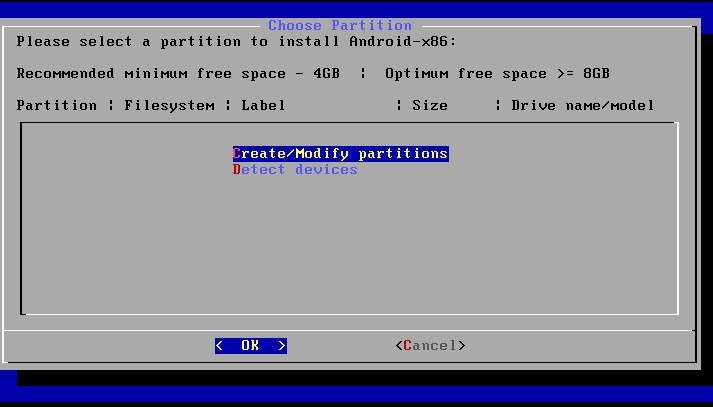 Choose Partition
Please select a partition to install Android-x86:
Recommended minimum free space - 4GB ¦ Optimum free space >= 8GB
Partition ¦ Filesystem ¦ Label ¦ Size ¦ Drive name/model
Create/Modify partitions
Detect devices
< OK > <Cancel>